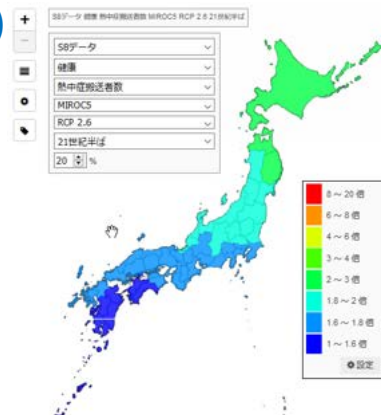 S8データ 健康 熱中症搬送者数 MIROC5 RCP 2.6 21世紀半ば
S8データ
健康
熱中症搬送者数
MIROC5
RCP 2.6
21世紀半ば
20 %
8 ～ 20 倍
6 ～ 8 倍
4 ～ 6 倍
3 ～ 4 倍
2 ～ 3 倍
1.8 ～ 2 倍
1.6 ～ 1.8 倍
1 ～ 1.6 倍
設定